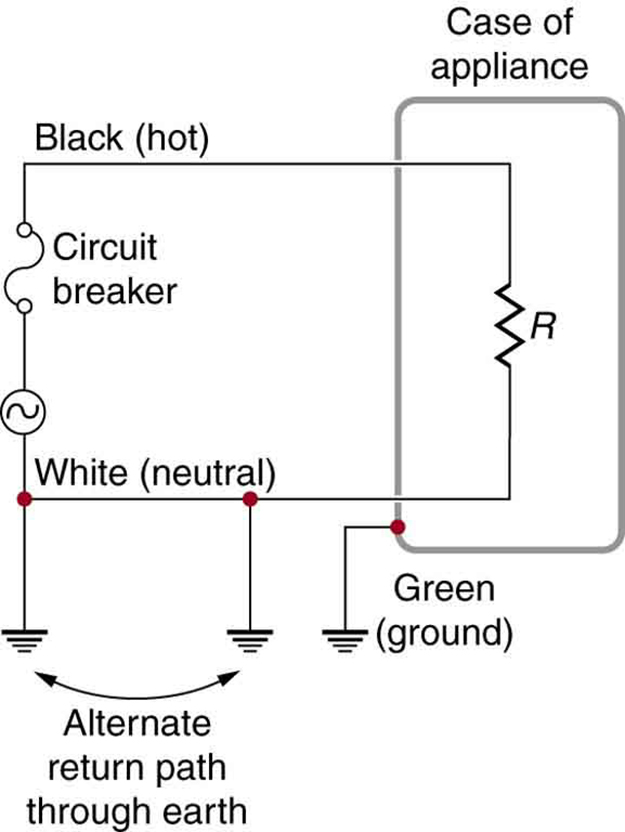 Case of
appliance
Black (hot)
Circuit
breaker
R
White (neutral)
Green
(ground)
Alternate
return path
through earth